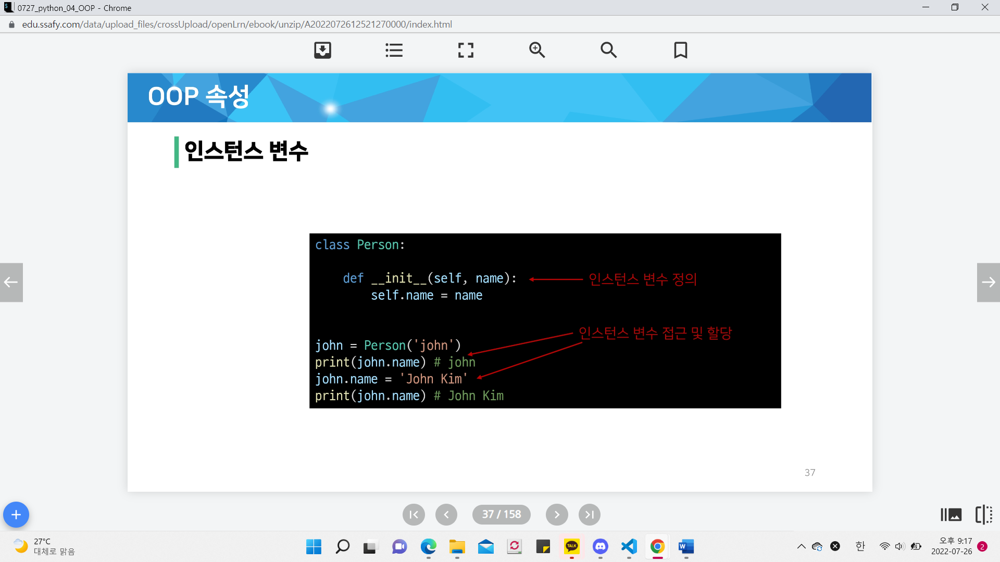 0727_python_04_OOP - Chrome
edu.ssafy.com/data/upload_files/crossUpload/openLrn/ebook/unzip/A2022072612521270000/index.html
OOP 속성
인스턴스 변수
class Person:
def __init__(self, name):
인스턴스 변수 정의
self.name = name
인스턴스 변수 접근 및 할당
john = Person('john')
print(john.name) # john
john.name = 'John Kim'
print(john.name) # John Kim
37
37 / 158
27°C
대체로 맑음
TALK
W
한
오후 9:17
2022-07-26
2